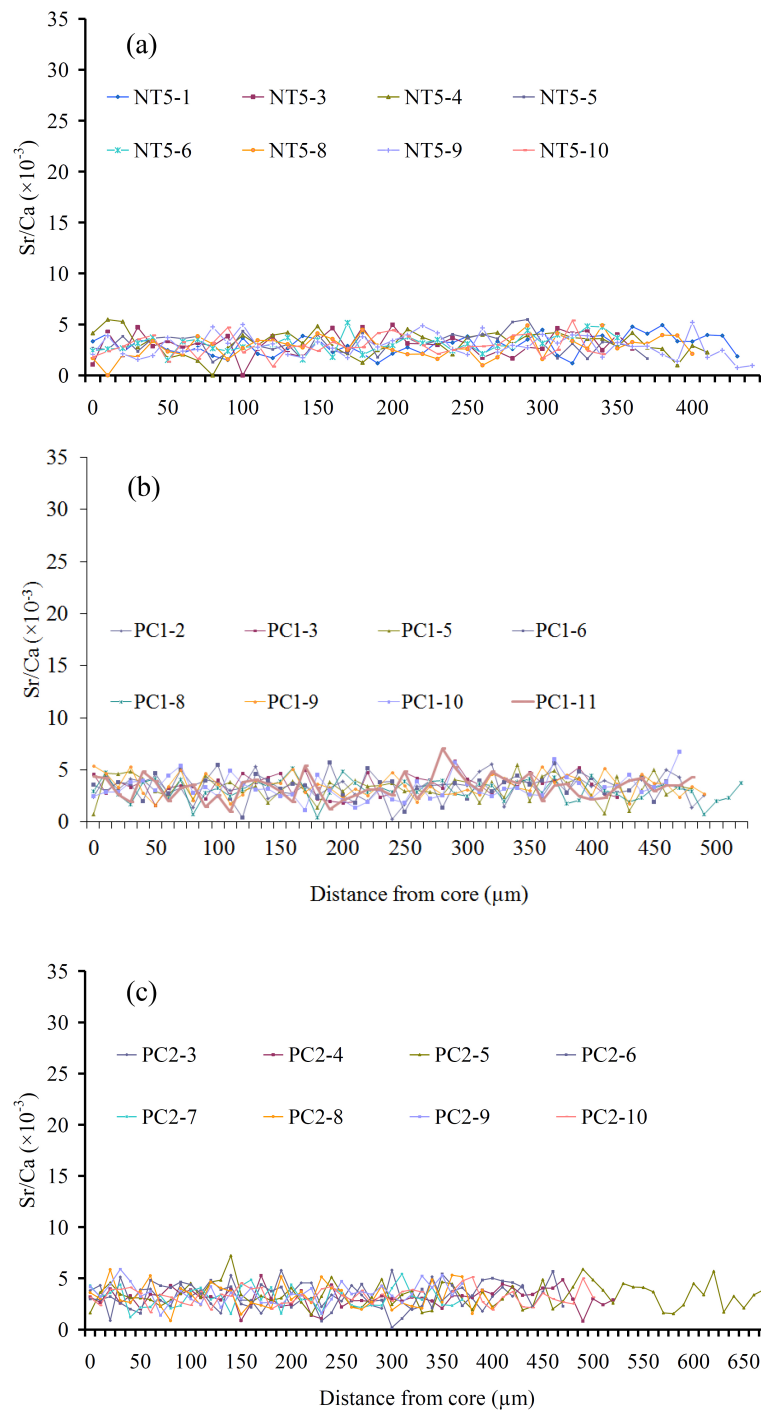 (a)
35
30
25
20
15
10
5
0
Sr/Ca (×10-3)
NT5-1 NT5-3 NT5-4 NT5-5
NT5-6 NT5-8 NT5-9 NT5-10
0 50 100 150 200 250 300 350 400
(b)
35
30
25
20
15
10
5
0
Sr/Ca (×10-3)
PC1-2 PC1-3 PC1-5 PC1-6
PC1-8 PC1-9 PC1-10 PC1-11
0 50 100 150 200 250 300 350 400 450 500
Distance from core (µm)
(c)
35
30
25
20
15
10
5
0
Sr/Ca (×10-3)
PC2-3 PC2-4 PC2-5 PC2-6
PC2-7 PC2-8 PC2-9 PC2-10
0 50 100 150 200 250 300 350 400 450 500 550 600 650
Distance from core (µm)